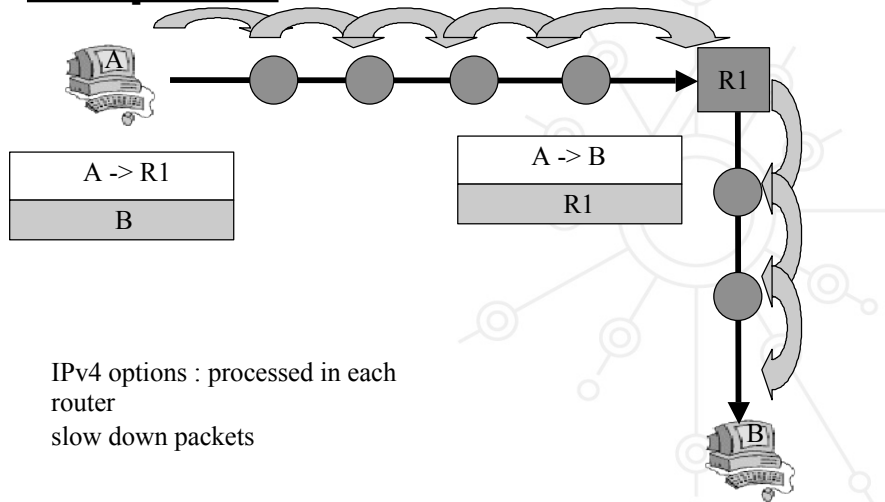 A
R1
A -> R1
B
A -> B
R1
IPv4 options : processed in each
router
slow down packets
B